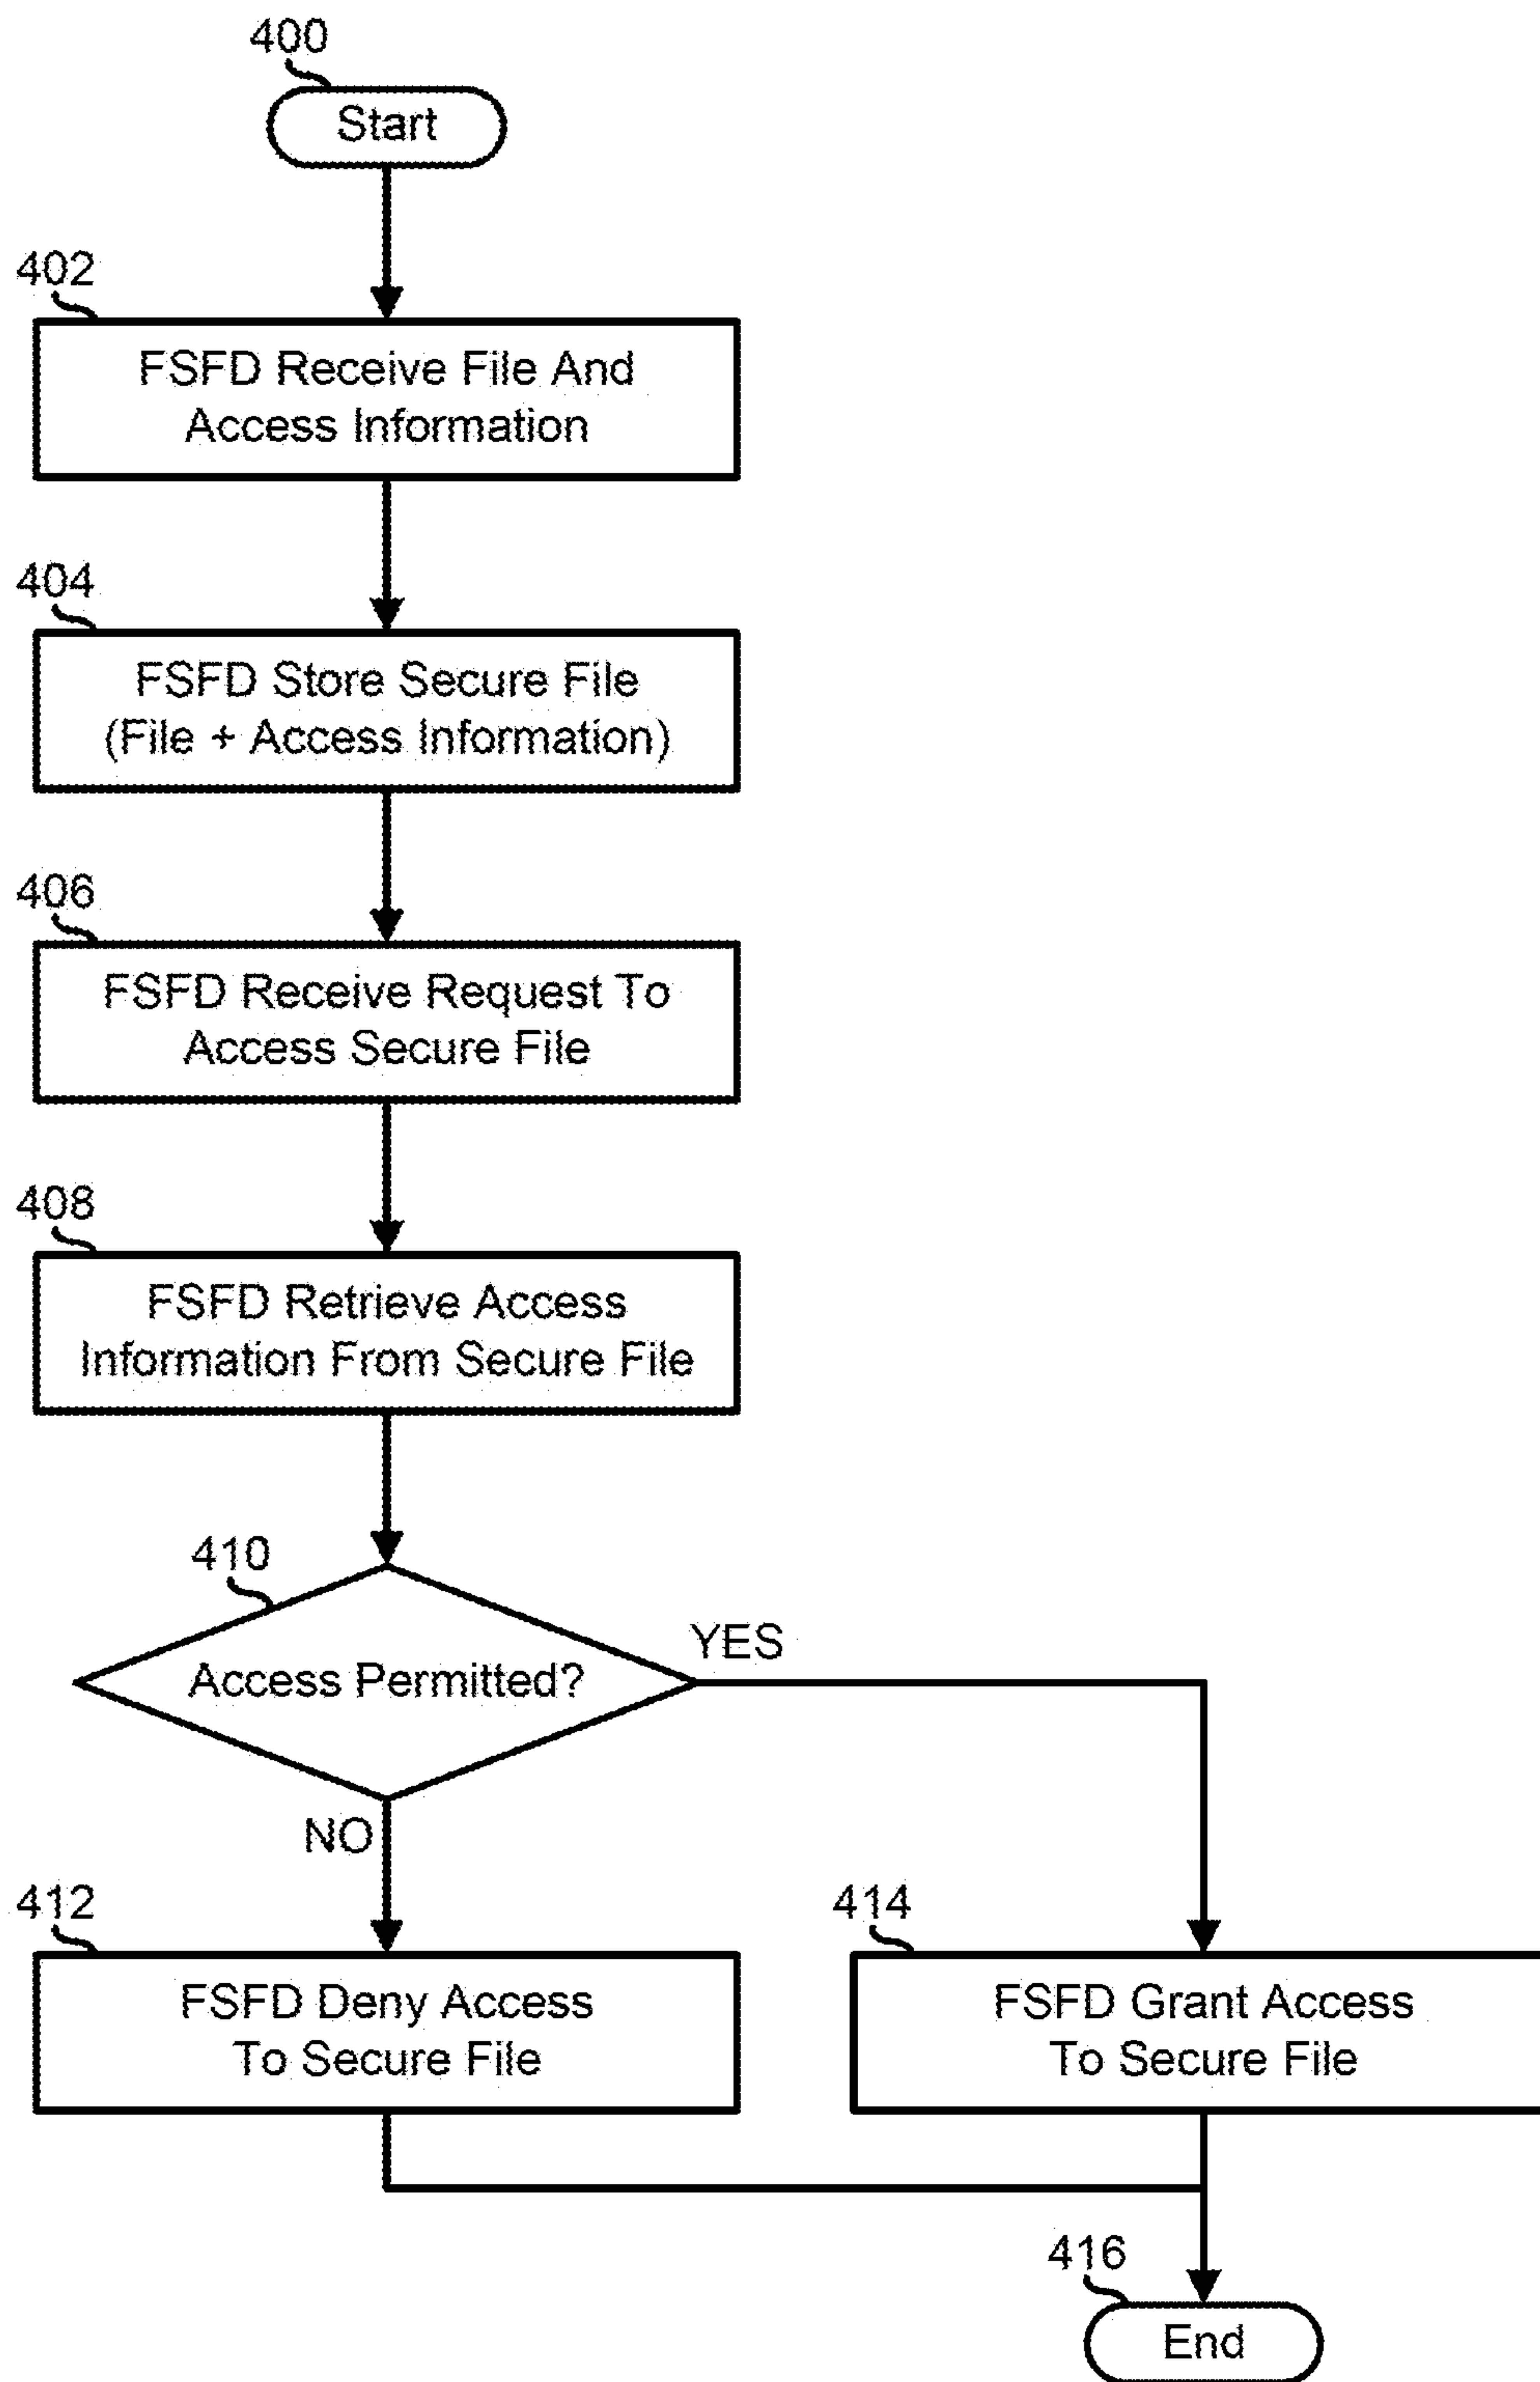 400
Start
402
FSFD Receive File And
Access Information
404
FSFD Store Secure File
(File + Access Information)
406
FSFD Receive Request To
Access Secure File
408
FSFD Retrieve Access
Information From Secure File
410
Access Permitted?
YES
NO
412
FSFD Deny Access
To Secure File
414
FSFD Grant Access
To Secure File
416
End